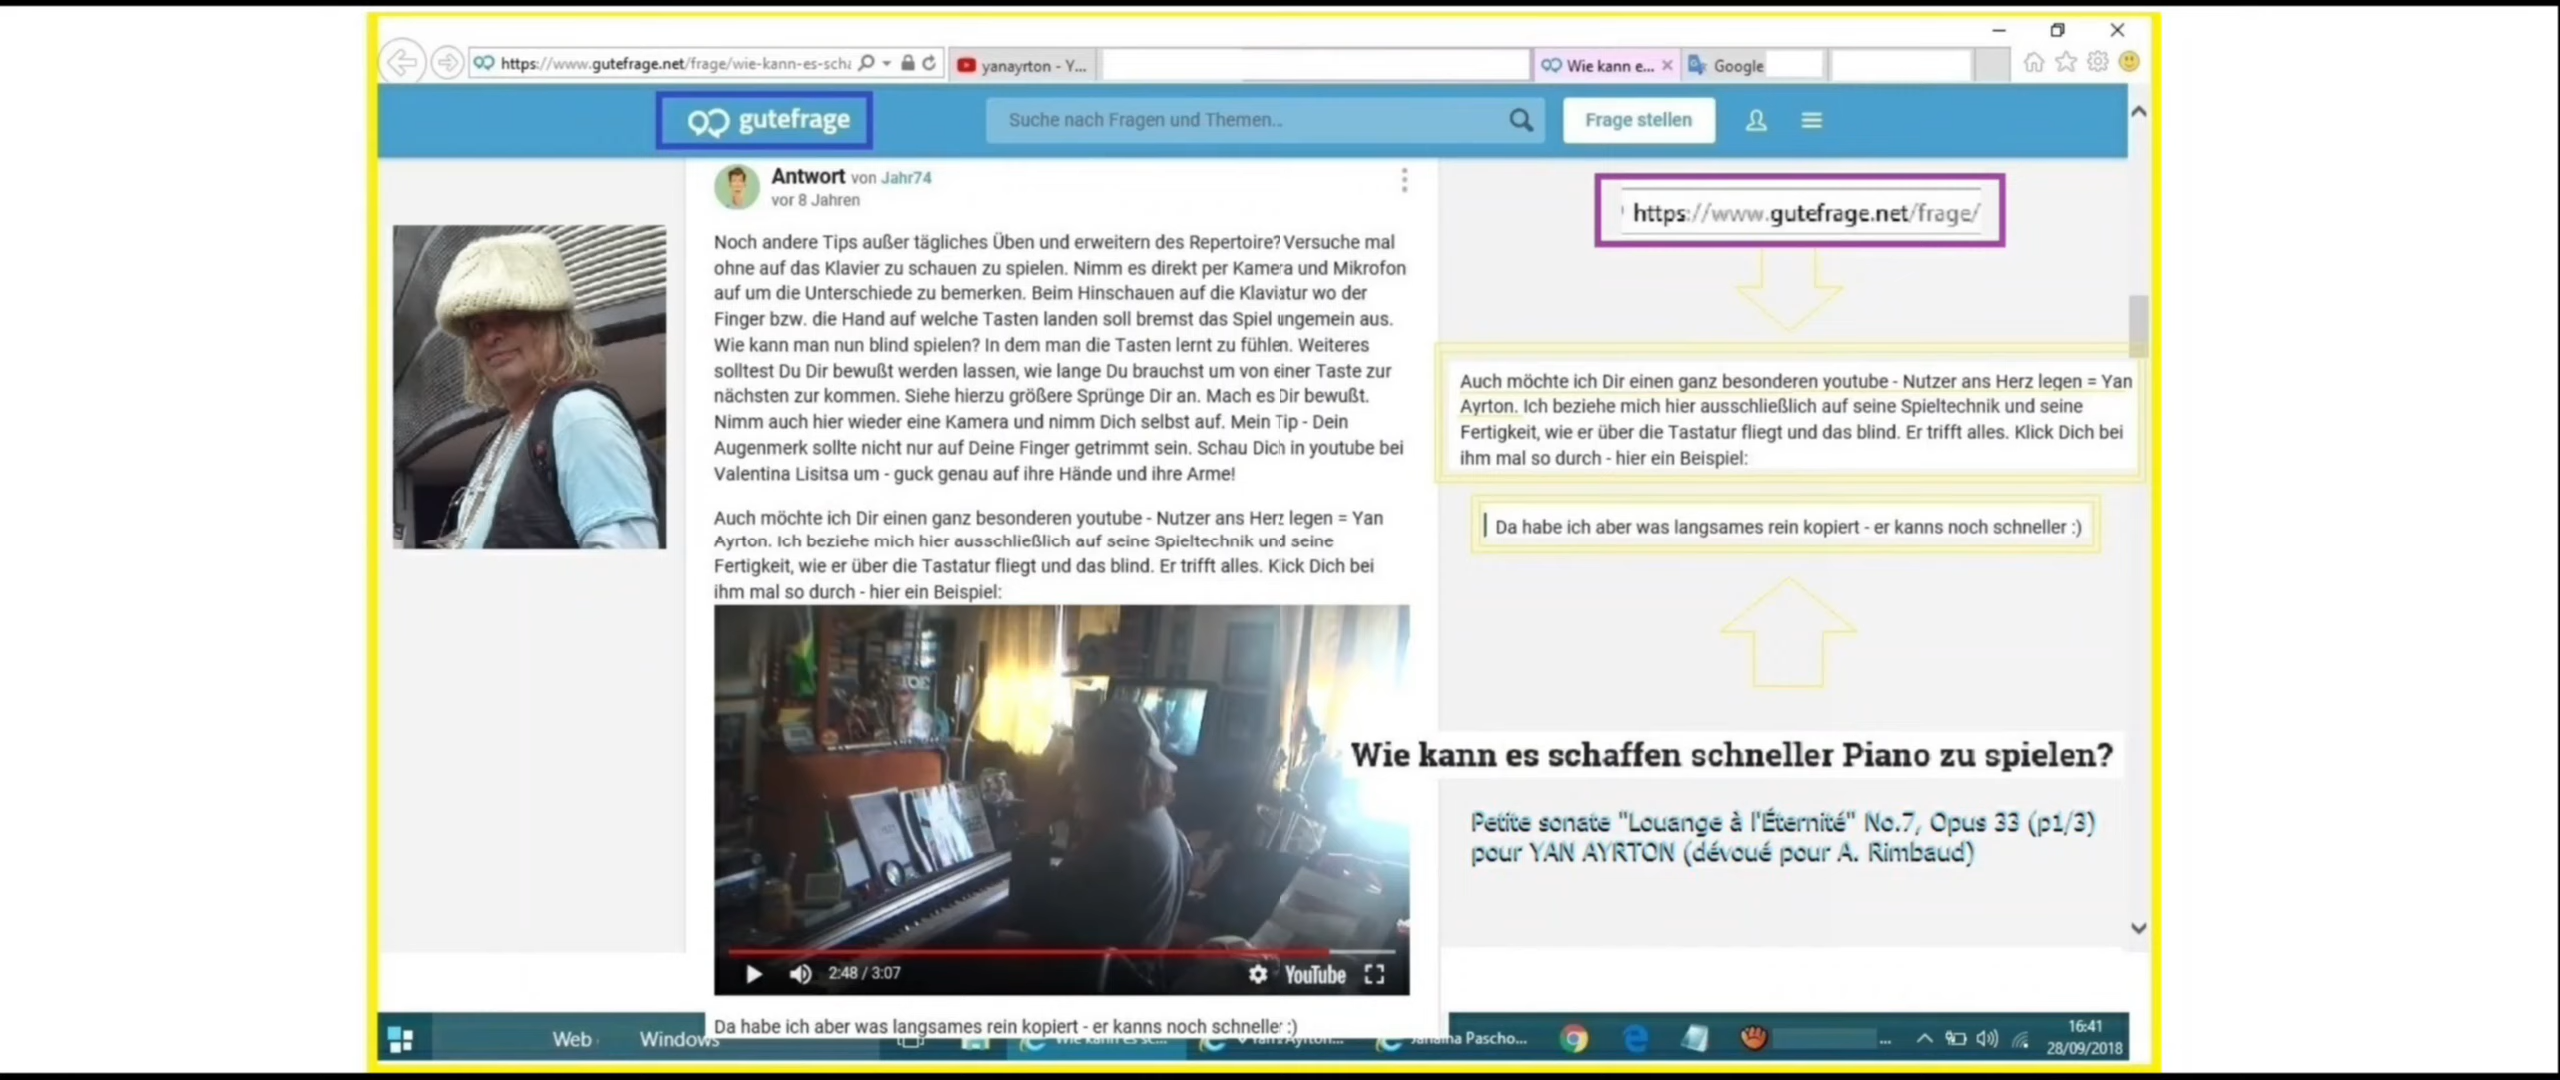 https://www.gutefrage.net/frage/wie-kann-es-scha
yanayrton - Y...
Wie kann e...
Google
gutefrage
Suche nach Fragen und Themen..
Frage stellen
Antwort von Jahr74
vor 8 Jahren
Noch andere Tips außer tägliches Üben und erweitern des Repertoire? Versuche mal
ohne auf das Klavier zu schauen zu spielen. Nimm es direkt per Kamera und Mikrofon
auf um die Unterschiede zu bemerken. Beim Hinschauen auf die Klaviatur wo der
Finger bzw. die Hand auf welche Tasten landen soll bremst das Spiel ungemein aus.
Wie kann man nun blind spielen? In dem man die Tasten lernt zu fühlen. Weiteres
solltest Du Dir bewußt werden lassen, wie lange Du brauchst um von einer Taste zur
nächsten zur kommen. Siehe hierzu größere Sprünge Dir an. Mach es Dir bewußt.
Nimm auch hier wieder eine Kamera und nimm Dich selbst auf. Mein Tip - Dein
Augenmerk sollte nicht nur auf Deine Finger getrimmt sein. Schau Dich in youtube bei
Valentina Lisitsa um - guck genau auf ihre Hände und ihre Arme!
Auch möchte ich Dir einen ganz besonderen youtube - Nutzer ans Herz legen = Yan
Ayrton. Ich beziehe mich hier ausschließlich auf seine Spieltechnik und seine
Fertigkeit, wie er über die Tastatur fliegt und das blind. Er trifft alles. Kick Dich bei
ihm mal so durch - hier ein Beispiel:
2:48 / 3:07
YouTube
Da habe ich aber was langsames rein kopiert - er kanns noch schneller :)
https://www.gutefrage.net/frage/
Auch möchte ich Dir einen ganz besonderen youtube - Nutzer ans Herz legen = Yan
Ayrton. Ich beziehe mich hier ausschließlich auf seine Spieltechnik und seine
Fertigkeit, wie er über die Tastatur fliegt und das blind. Er trifft alles. Klick Dich bei
ihm mal so durch - hier ein Beispiel:
Da habe ich aber was langsames rein kopiert - er kanns noch schneller :)
Wie kann es schaffen schneller Piano zu spielen?
Petite sonate "Louange à l'Éternité" No.7, Opus 33 (p1/3)
pour YAN AYRTON (dévoué pour A. Rimbaud)
Web
Windows
Wie kann es sc...
Yan Ayrton...
Janaina Pascho...
16:41
28/09/2018